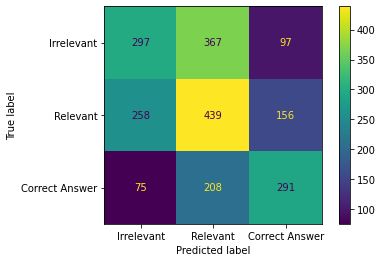 Irrelevant 297 367 97
Relevant 258 439 156
Correct Answer 75 208 291
Irrelevant Relevant Correct Answer
Predicted label
True label
400
350
300
250
200
150
100